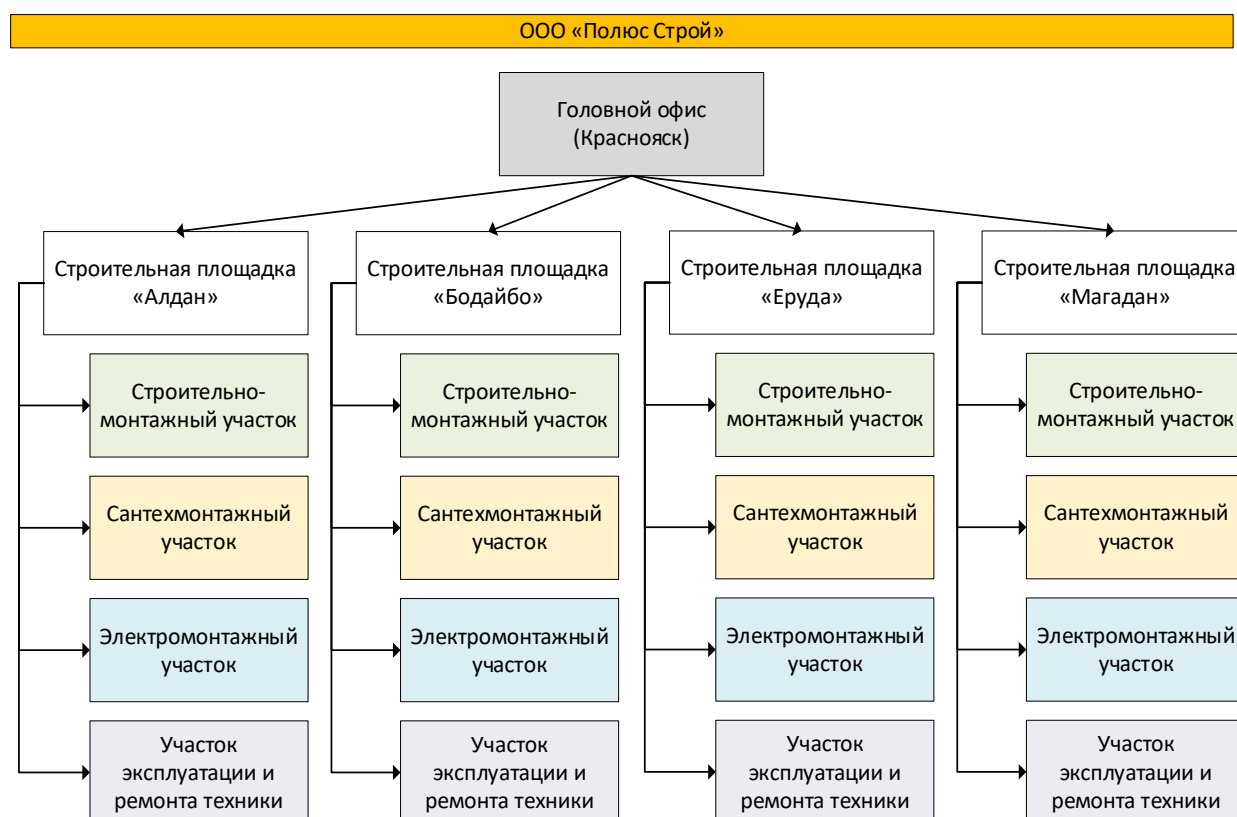 ООО «Полюс Строй»
Головной офис
(Краснояск)
Строительная площадка
«Алдан»
Строительная площадка
«Бодайбо»
Строительная площадка
«Еруда»
Строительная площадка
«Магадан»
Строительно-
монтажный участок
Строительно-
монтажный участок
Строительно-
монтажный участок
Строительно-
монтажный участок
Сантехмонтажный
участок
Сантехмонтажный
участок
Сантехмонтажный
участок
Сантехмонтажный
участок
Электромонтажный
участок
Электромонтажный
участок
Электромонтажный
участок
Электромонтажный
участок
Участок
эксплуатации и
ремонта техники
Участок
эксплуатации и
ремонта техники
Участок
эксплуатации и
ремонта техники
Участок
эксплуатации и
ремонта техники